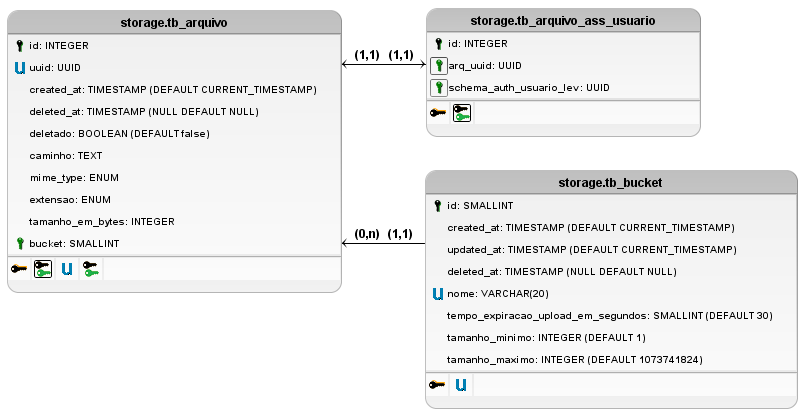 storage.tb_arquivo
id: INTEGER
U uuid: UUID
created_at: TIMESTAMP (DEFAULT CURRENT_TIMESTAMP)
deleted_at: TIMESTAMP (NULL DEFAULT NULL)
deletado: BOOLEAN (DEFAULT false)
caminho: TEXT
mime_type: ENUM
extensao: ENUM
tamanho_em_bytes: INTEGER
bucket: SMALLINT
U
(1,1) (1,1)
storage.tb_arquivo_ass_usuario
id: INTEGER
arq_uuid: UUID
schema_auth_usuario_lev: UUID
(0,n) (1,1)
storage.tb_bucket
id: SMALLINT
created_at: TIMESTAMP (DEFAULT CURRENT_TIMESTAMP)
updated_at: TIMESTAMP (DEFAULT CURRENT_TIMESTAMP)
deleted_at: TIMESTAMP (NULL DEFAULT NULL)
U nome: VARCHAR(20)
tempo_expiracao_upload_em_segundos: SMALLINT (DEFAULT 30)
tamanho_minimo: INTEGER (DEFAULT 1)
tamanho_maximo: INTEGER (DEFAULT 1073741824)
U